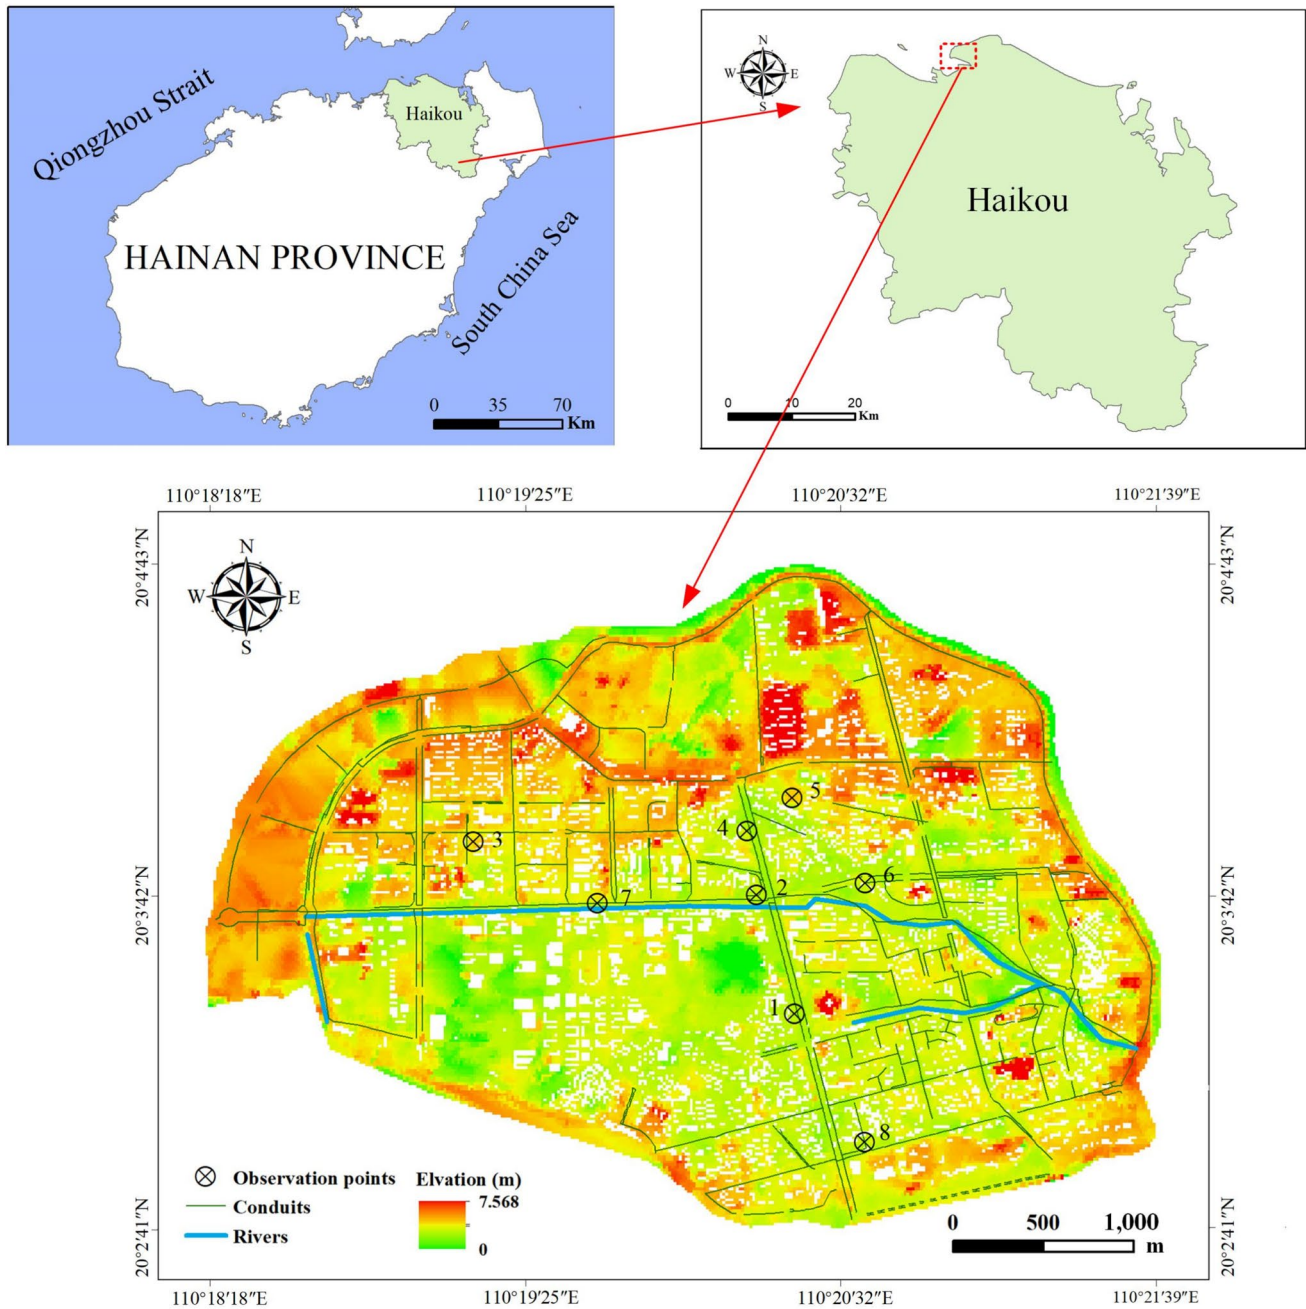 Qiongzhou Strait
Haikou
HAINAN PROVINCE
South China Sea
0 35 70
Km
N
W E
S
Haikou
0 10 20
Km
110°18′18″E 110°19′25″E 110°20′32″E 110°21′39″E
20°4′43″N
20°3′42″N
20°2′41″N
N
W E
S
5
4
3
6
2
7
1
8
Observation points
Conduits
Rivers
Elvation (m)
7.568
0
0 500 1,000
m
20°4′43″N
20°3′42″N
20°2′41″N
110°18′18″E 110°19′25″E 110°20′32″E 110°21′39″E